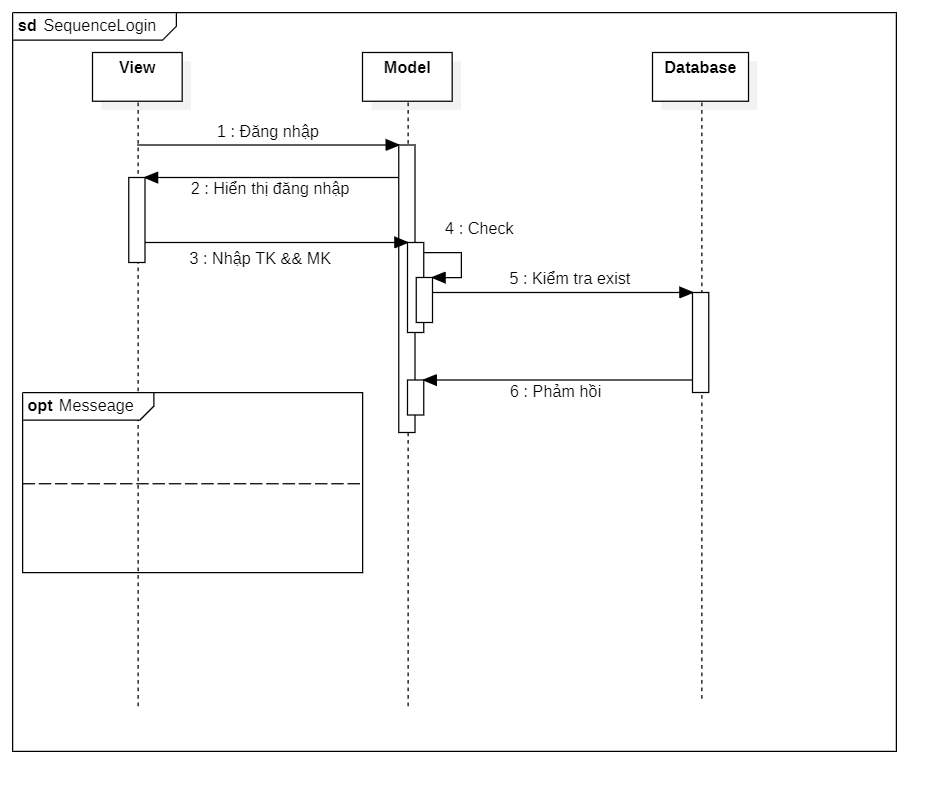 sd SequenceLogin
View
Model
Database
1 : Đăng nhập
2 : Hiển thị đăng nhập
3 : Nhập TK && MK
4 : Check
5 : Kiểm tra exist
6 : Phảm hồi
opt Messeage